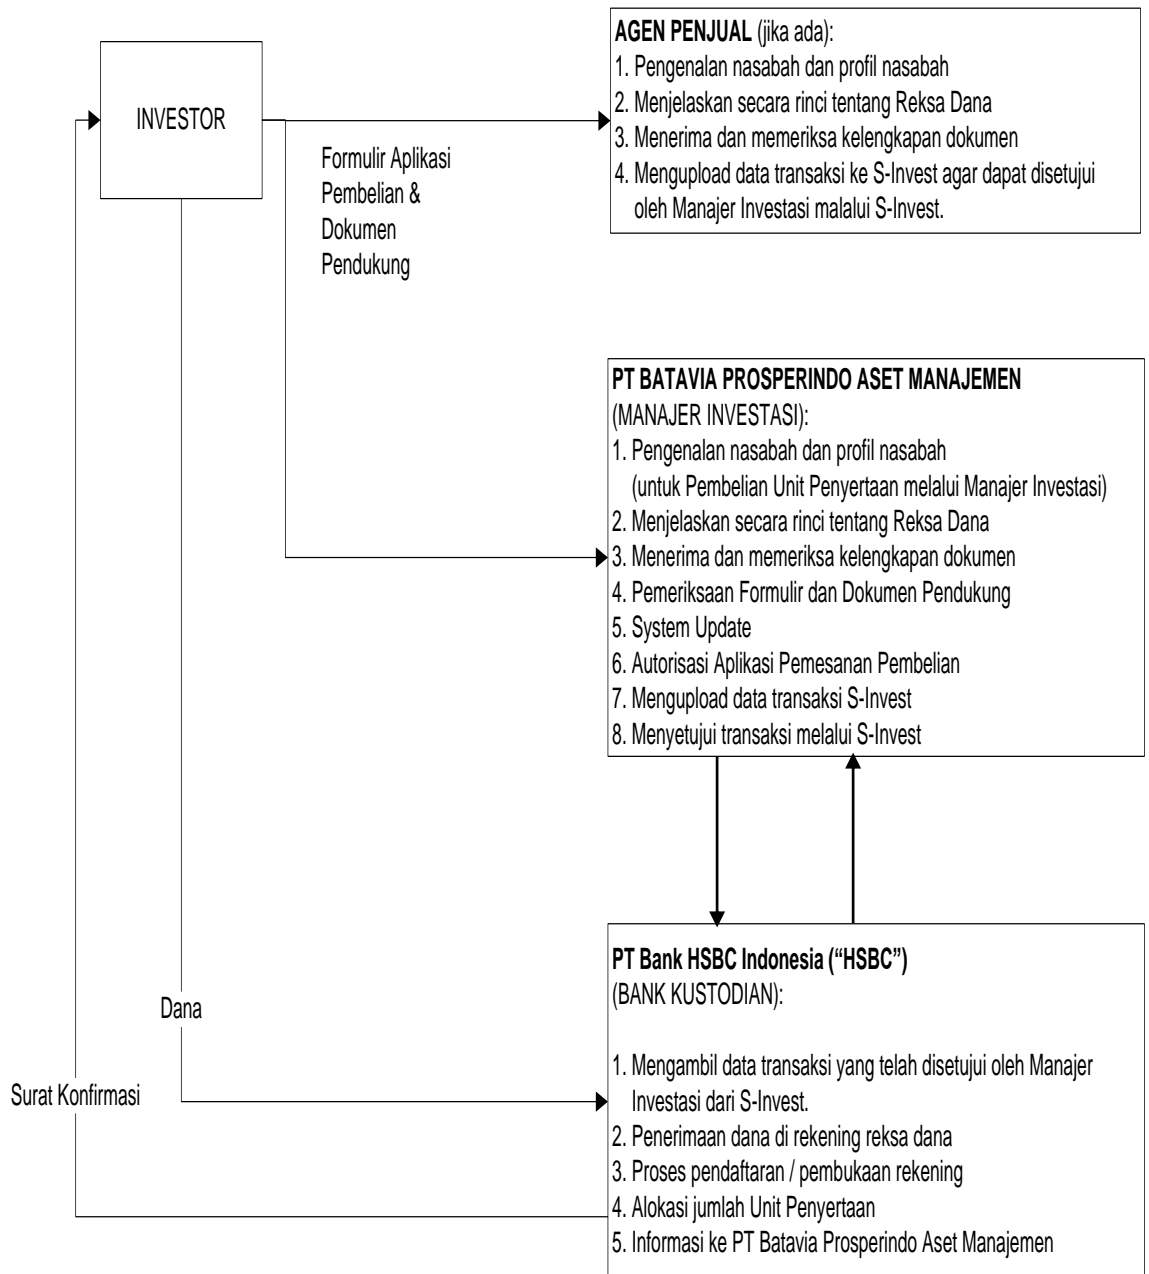 AGEN PENJUAL (jika ada):
1. Pengenalan nasabah dan profil nasabah
2. Menjelaskan secara rinci tentang Reksa Dana
3. Menerima dan memeriksa kelengkapan dokumen
4. Mengupload data transaksi ke S-Invest agar dapat disetujui
oleh Manajer Investasi malalui S-Invest.
INVESTOR
Formulir Aplikasi
Pembelian &
Dokumen
Pendukung
PT BATAVIA PROSPERINDO ASET MANAJEMEN
(MANAJER INVESTASI):
1. Pengenalan nasabah dan profil nasabah
(untuk Pembelian Unit Penyertaan melalui Manajer Investasi)
2. Menjelaskan secara rinci tentang Reksa Dana
3. Menerima dan memeriksa kelengkapan dokumen
4. Pemeriksaan Formulir dan Dokumen Pendukung
5. System Update
6. Autorisasi Aplikasi Pemesanan Pembelian
7. Mengupload data transaksi S-Invest
8. Menyetujui transaksi melalui S-Invest
PT Bank HSBC Indonesia (“HSBC”)
(BANK KUSTODIAN):
1. Mengambil data transaksi yang telah disetujui oleh Manajer
Investasi dari S-Invest.
2. Penerimaan dana di rekening reksa dana
3. Proses pendaftaran / pembukaan rekening
4. Alokasi jumlah Unit Penyertaan
5. Informasi ke PT Batavia Prosperindo Aset Manajemen
Dana
Surat Konfirmasi